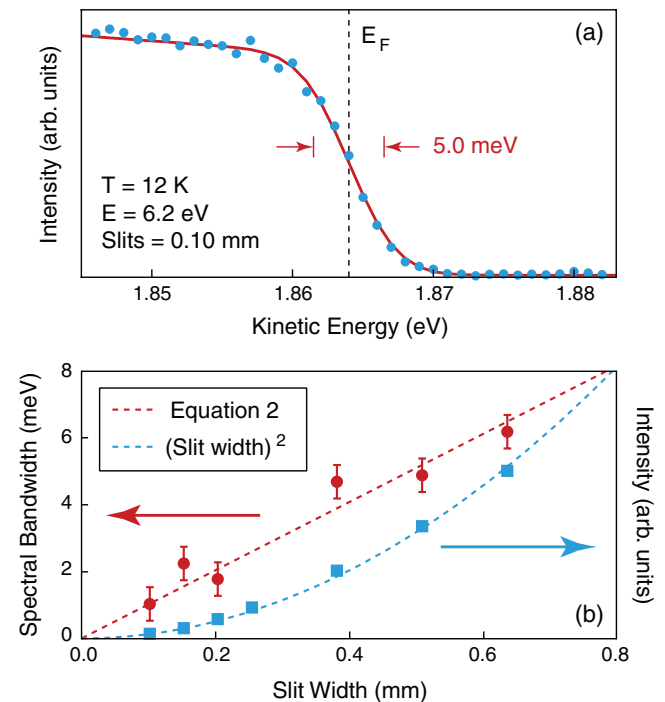 (a)
E_F
5.0 meV
T = 12 K
E = 6.2 eV
Slits = 0.10 mm
Intensity (arb. units)
1.85 1.86 1.87 1.88
Kinetic Energy (eV)
8
6
4
2
0
Spectral Bandwidth (meV)
Equation 2
(Slit width)²
Intensity
(arb. units)
(b)
0.0 0.2 0.4 0.6 0.8
Slit Width (mm)